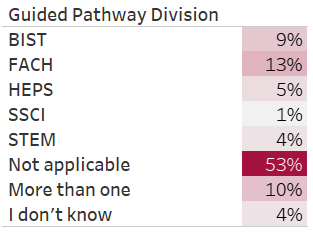 Guided Pathway Division
BIST 9%
FACH 13%
HEPS 5%
SSCI 1%
STEM 4%
Not applicable 53%
More than one 10%
I don't know 4%